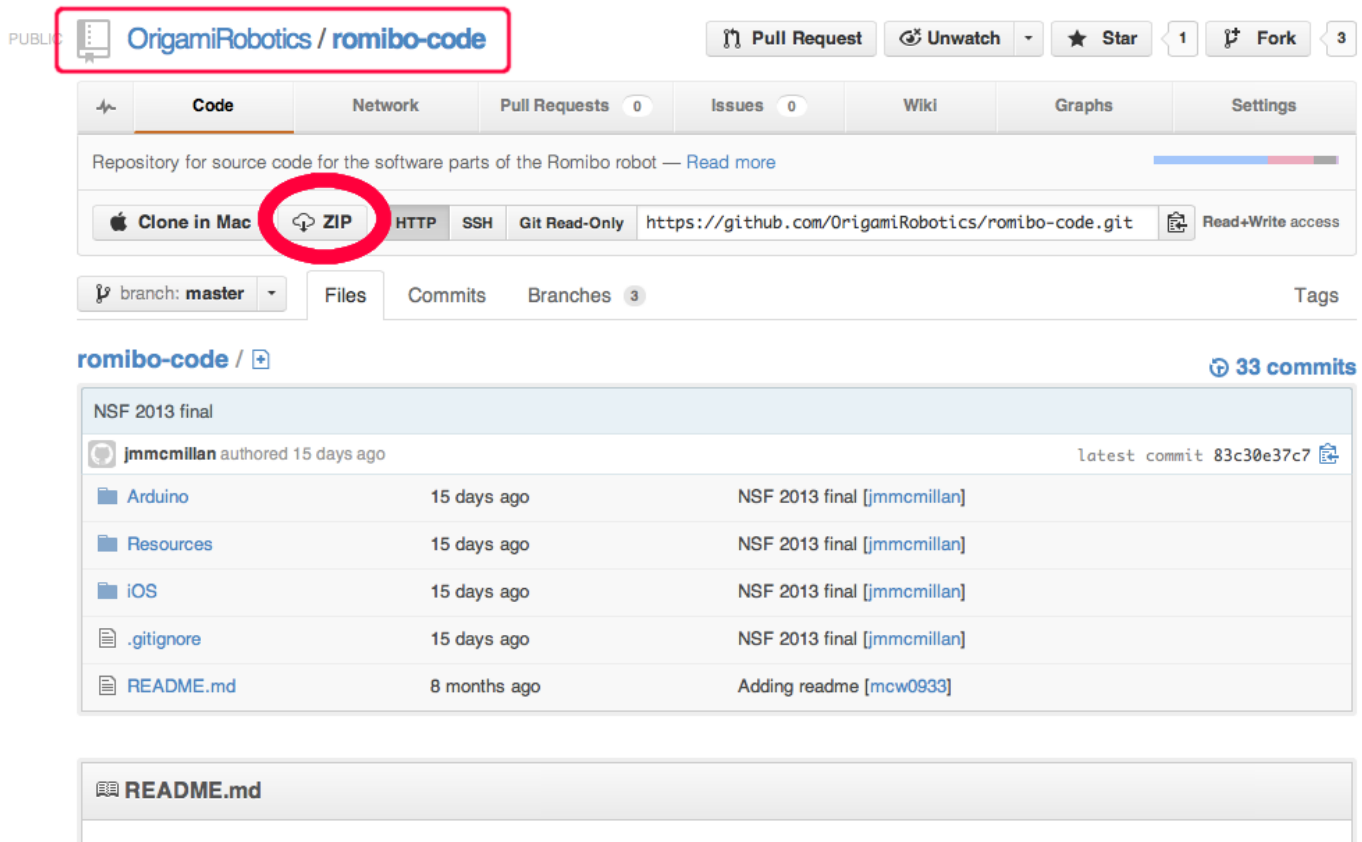 PUBLIC OrigamiRobotics / romibo-code Pull Request Unwatch Star 1 Fork 3
Code Network Pull Requests 0 Issues 0 Wiki Graphs Settings
Repository for source code for the software parts of the Romibo robot — Read more
Clone in Mac ZIP HTTP SSH Git Read-Only https://github.com/OrigamiRobotics/romibo-code.git Read+Write access
branch: master Files Commits Branches 3 Tags
romibo-code / 33 commits
NSF 2013 final
jmmcmillan authored 15 days ago latest commit 83c30e37c7
Arduino 15 days ago NSF 2013 final [jmmcmillan]
Resources 15 days ago NSF 2013 final [jmmcmillan]
iOS 15 days ago NSF 2013 final [jmmcmillan]
.gitignore 15 days ago NSF 2013 final [jmmcmillan]
README.md 8 months ago Adding readme [mcw0933]
README.md